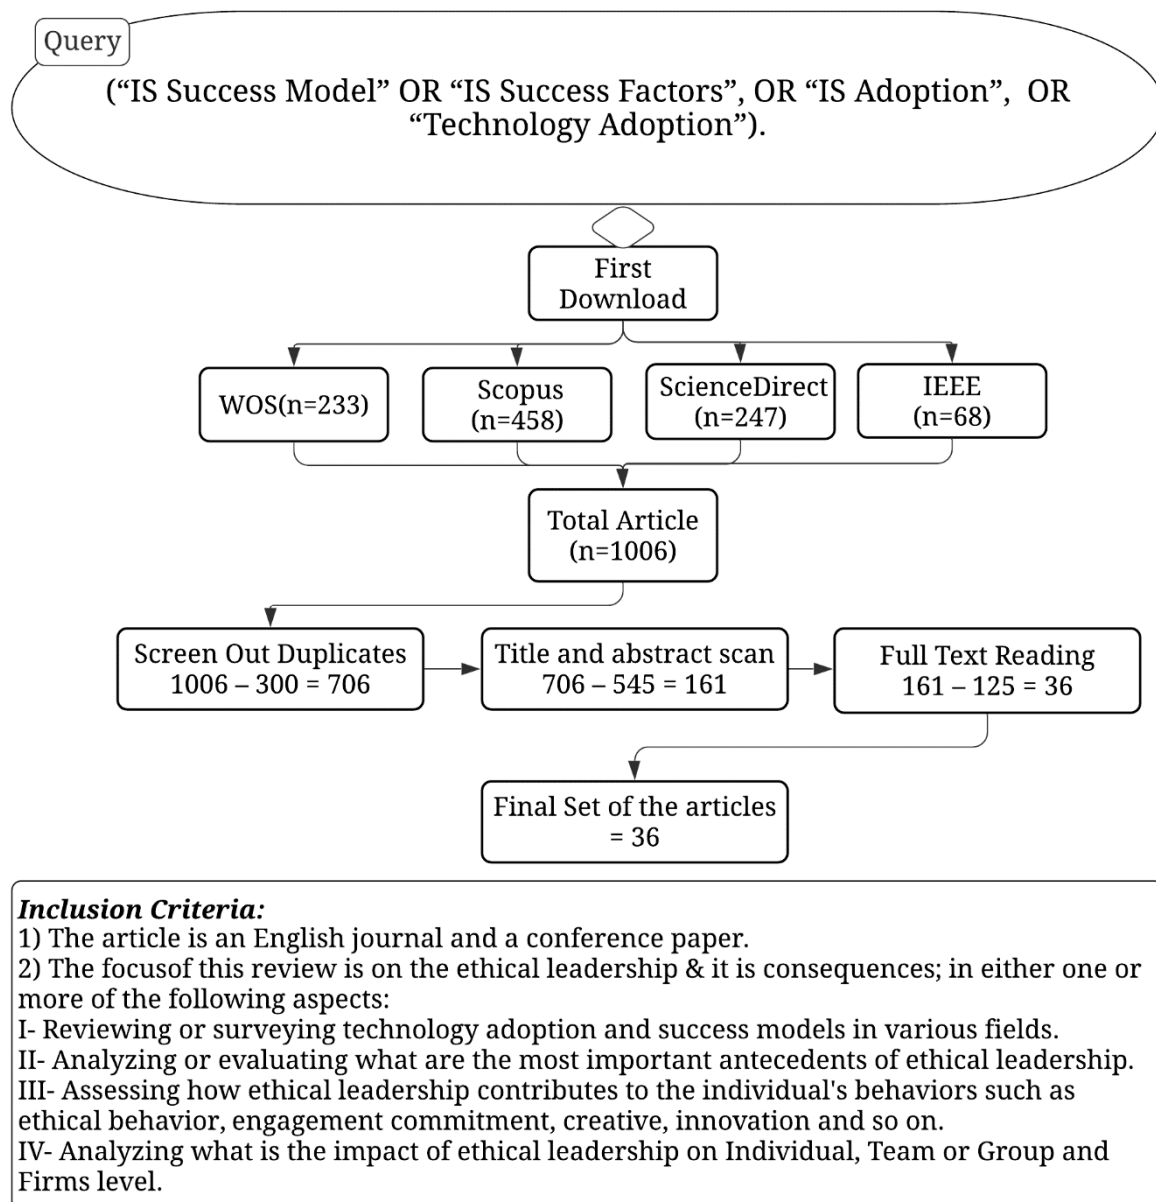 Query
(“IS Success Model” OR “IS Success Factors”, OR “IS Adoption”,  OR
“Technology Adoption”).
First
Download
WOS(n=233)
Scopus
(n=458)
ScienceDirect
(n=247)
IEEE
(n=68)
Total Article
(n=1006)
Screen Out Duplicates
1006 – 300 = 706
Title and abstract scan
706 – 545 = 161
Full Text Reading
161 – 125 = 36
Final Set of the articles
= 36
Inclusion Criteria:
1) The article is an English journal and a conference paper.
2) The focusof this review is on the ethical leadership & it is consequences; in either one or
more of the following aspects:
I- Reviewing or surveying technology adoption and success models in various fields.
II- Analyzing or evaluating what are the most important antecedents of ethical leadership.
III- Assessing how ethical leadership contributes to the individual's behaviors such as
ethical behavior, engagement commitment, creative, innovation and so on.
IV- Analyzing what is the impact of ethical leadership on Individual, Team or Group and
Firms level.